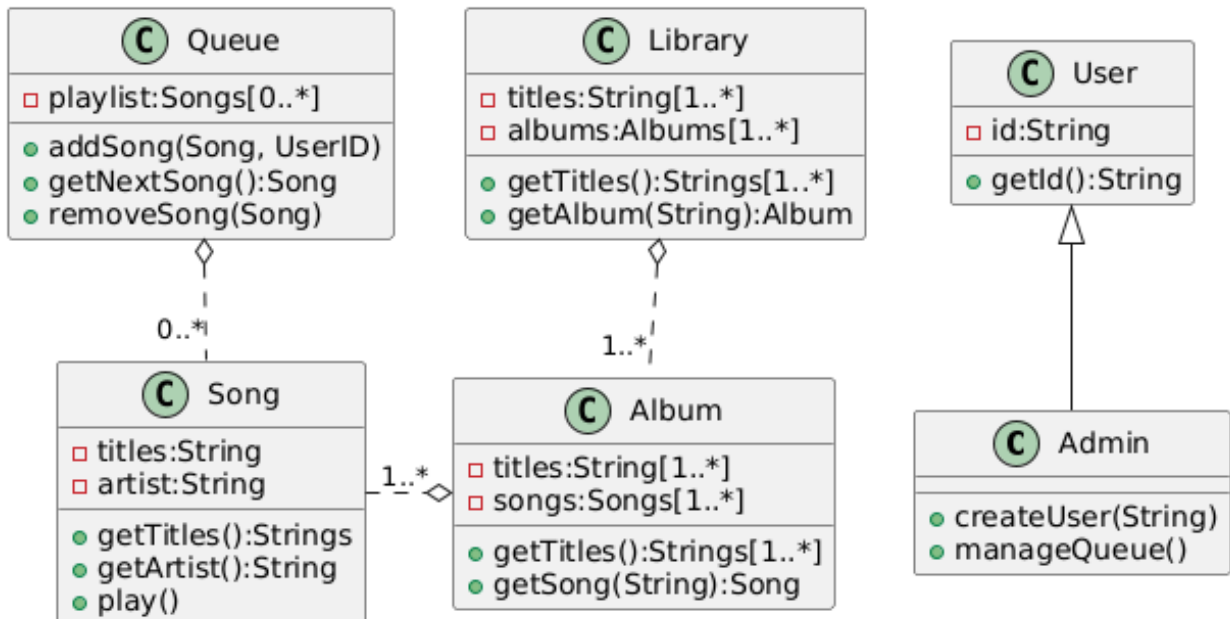 C Queue
playlist:Songs[0..*]
addSong(Song, UserID)
getNextSong():Song
removeSong(Song)
C Library
titles:String[1..*]
albums:Albums[1..*]
getTitles():Strings[1..*]
getAlbum(String):Album
C User
id:String
getId():String
0..*
1..*
C Song
titles:String
artist:String
getTitles():Strings
getArtist():String
play()
1..*
C Album
titles:String[1..*]
songs:Songs[1..*]
getTitles():Strings[1..*]
getSong(String):Song
C Admin
createUser(String)
manageQueue()